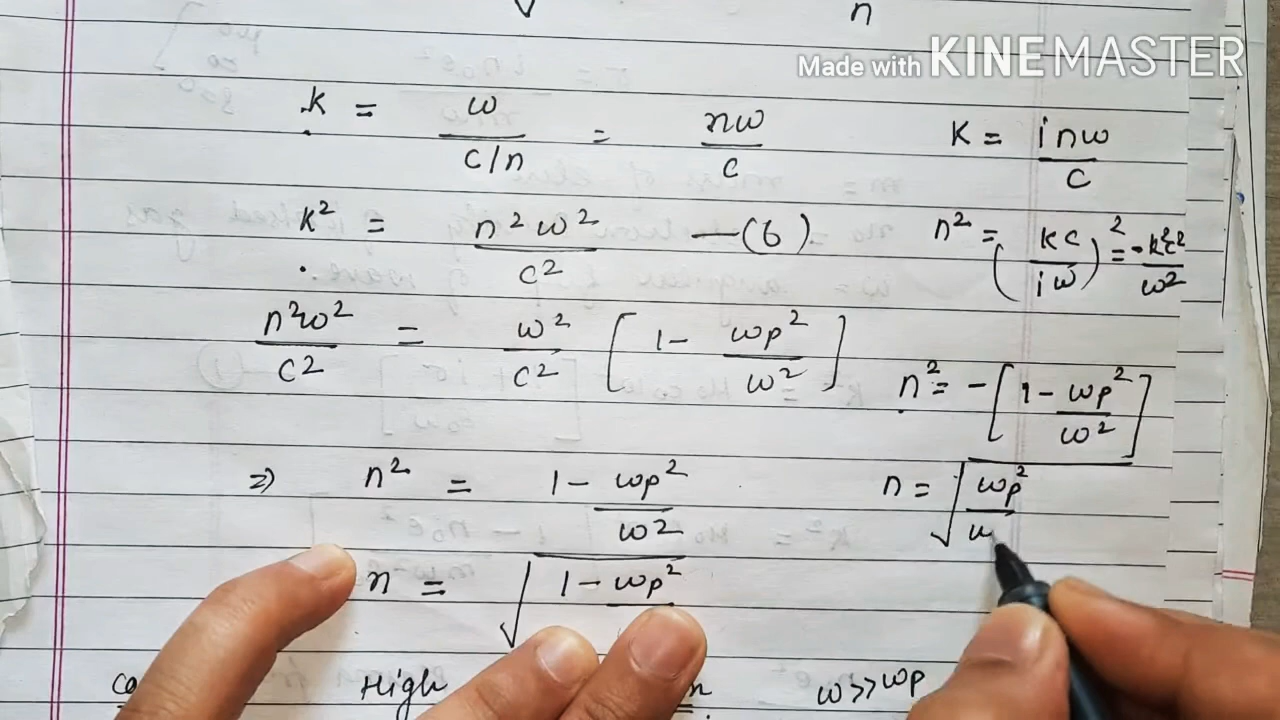 n
Made with KINEMASTER
k = ω/(c/n) = nω/c
K = inω/c
k² = n²ω²/c² —(6)
n² = (kc/iω)² = -k²c²/ω²
n²ω²/c² = ω²/c² [1 - ωp²/ω²]
n² = -[1 - ωp²/ω²]
⇒ n² = 1 - ωp²/ω²
n = √(ωp²/ω
n = √(1 - ωp²
High ω>>ωp